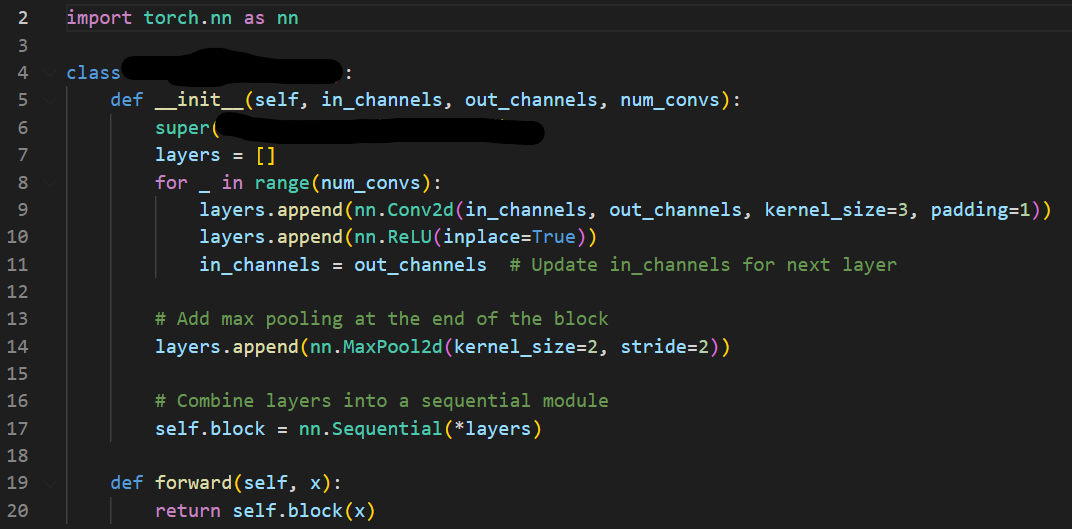 2 import torch.nn as nn
3
4 class :
5 def __init__(self, in_channels, out_channels, num_convs):
6 super(
7 layers = []
8 for _ in range(num_convs):
9 layers.append(nn.Conv2d(in_channels, out_channels, kernel_size=3, padding=1))
10 layers.append(nn.ReLU(inplace=True))
11 in_channels = out_channels  # Update in_channels for next layer
12
13 # Add max pooling at the end of the block
14 layers.append(nn.MaxPool2d(kernel_size=2, stride=2))
15
16 # Combine layers into a sequential module
17 self.block = nn.Sequential(*layers)
18
19 def forward(self, x):
20 return self.block(x)